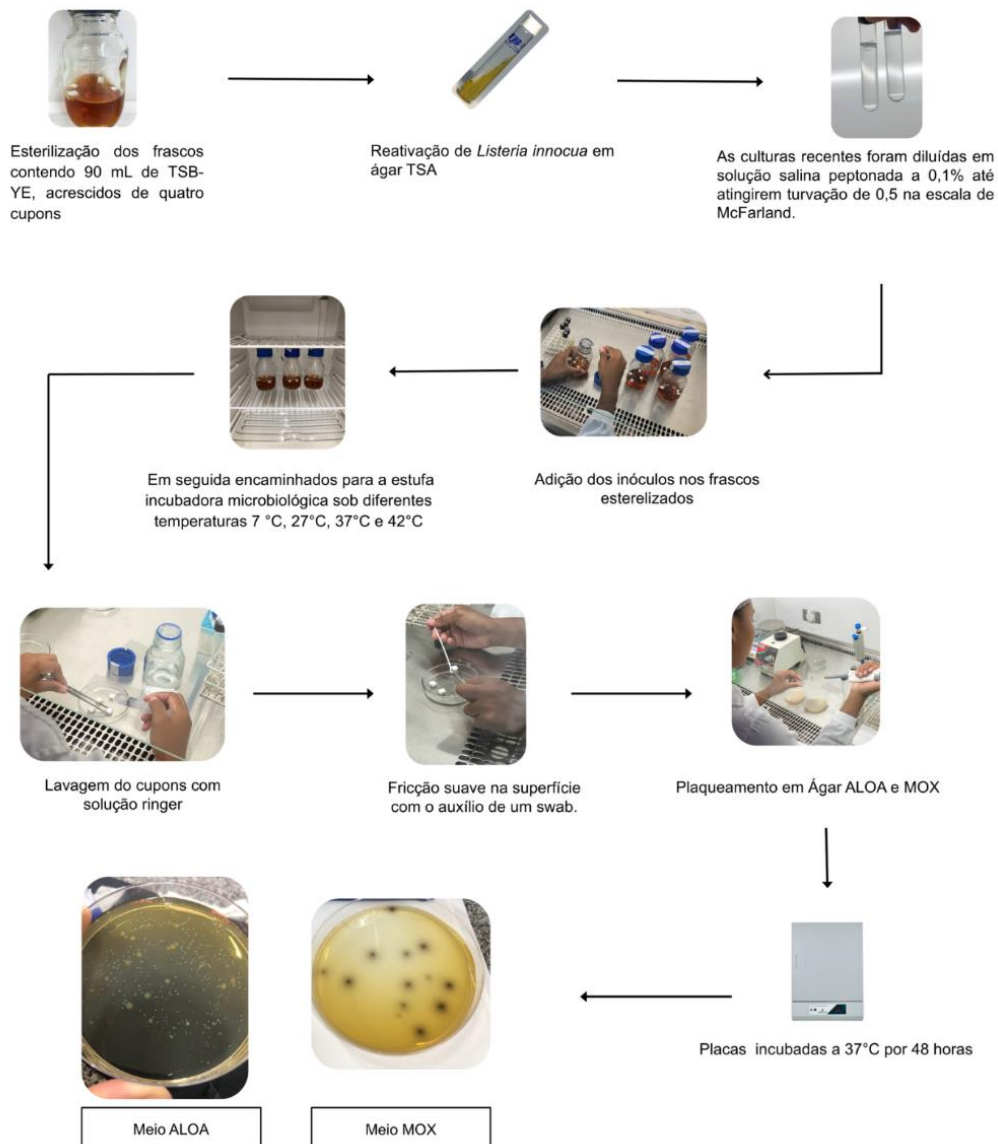 Esterilização dos frascos
contendo 90 mL de TSB-
YE, acrescidos de quatro
cupons
Reativação de Listeria innocua em
ágar TSA
As culturas recentes foram diluídas em
solução salina peptonada a 0,1% até
atingirem turvação de 0,5 na escala de
McFarland.
Em seguida encaminhados para a estufa
incubadora microbiológica sob diferentes
temperaturas 7 °C, 27°C, 37°C e 42°C
Adição dos inóculos nos frascos
esterelizados
Lavagem do cupons com
solução ringer
Fricção suave na superfície
com o auxílio de um swab.
Plaqueamento em Ágar ALOA e MOX
Placas incubadas a 37°C por 48 horas
Meio ALOA
Meio MOX